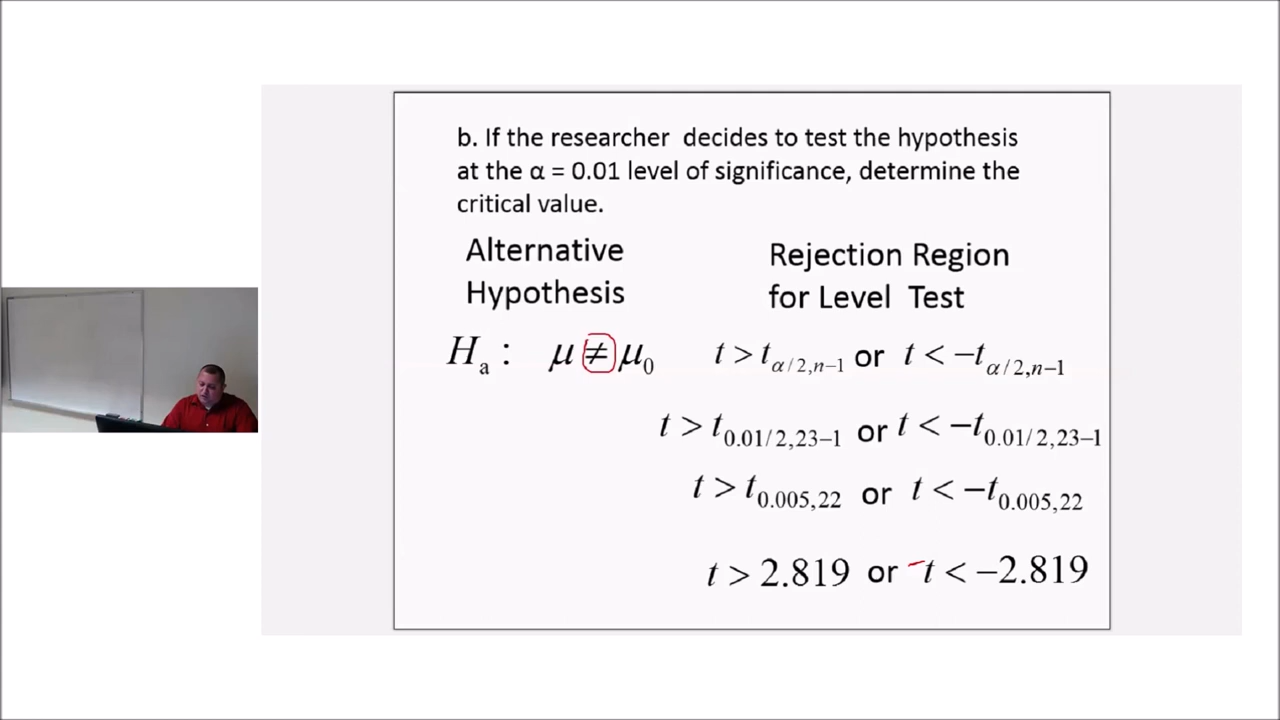 b. If the researcher decides to test the hypothesis
at the α = 0.01 level of significance, determine the
critical value.
Alternative
Hypothesis
Rejection Region
for Level Test
Hₐ : μ ≠ μ₀
t > t_{α/2,n−1} or t < −t_{α/2,n−1}
t > t_{0.01/2,23−1} or t < −t_{0.01/2,23−1}
t > t_{0.005,22} or t < −t_{0.005,22}
t > 2.819 or t < −2.819